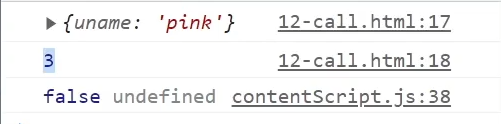 ▶ {uname: 'pink'} 12-call.html:17
3 12-call.html:18
false undefined contentScript.js:38